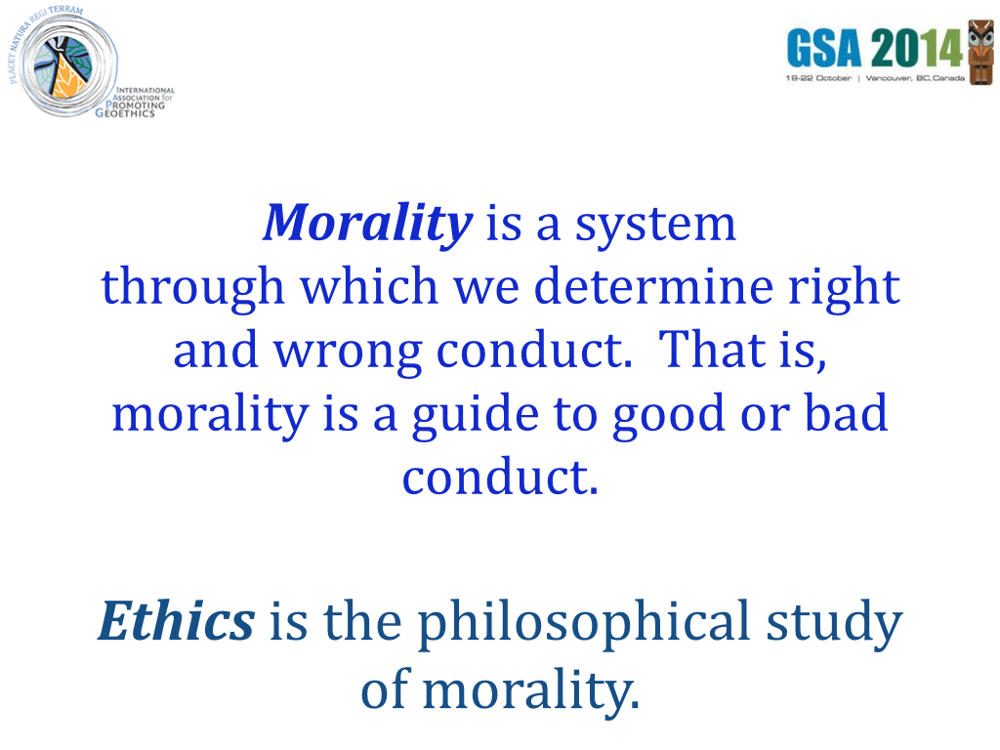 PLACET NATURA REGI TERRAM
INTERNATIONAL
ASSOCIATION for
PROMOTING
GEOETHICS
GSA 2014
19-22 October | Vancouver, BC, Canada
Morality is a system
through which we determine right
and wrong conduct.  That is,
morality is a guide to good or bad
conduct.
Ethics is the philosophical study
of morality.